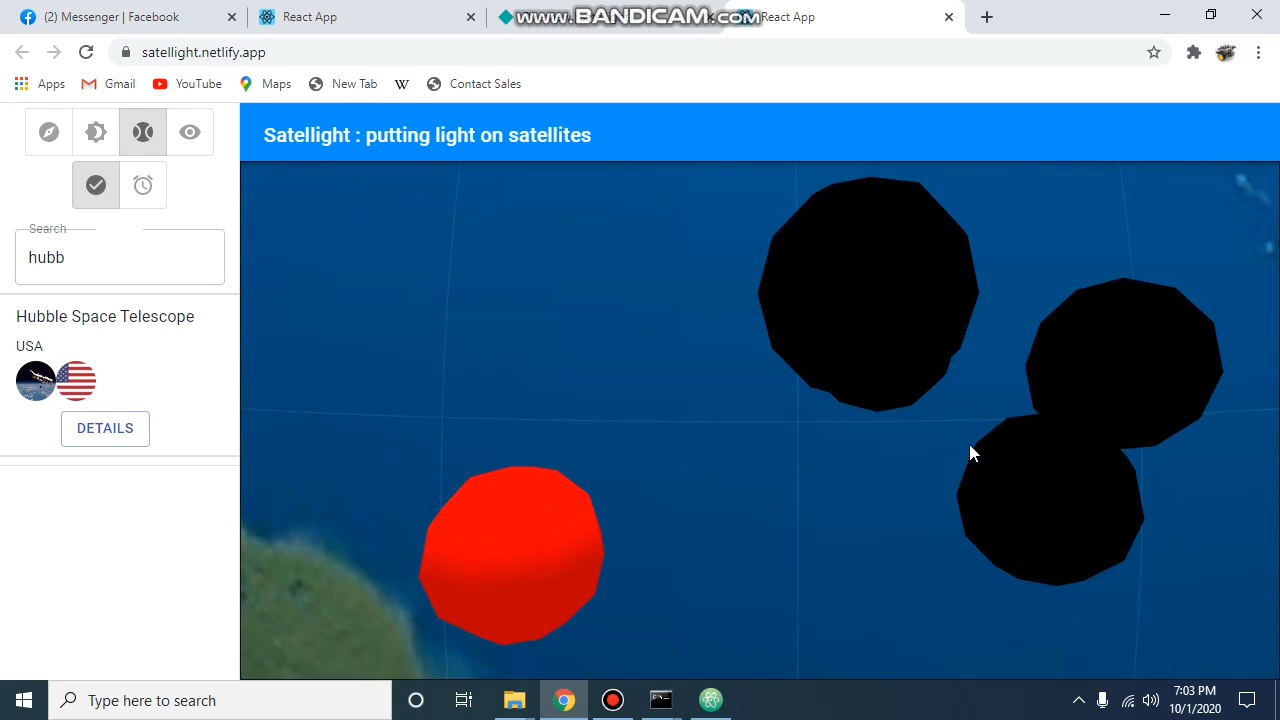 (2) Messenger | Facebook
React App
www.BANDICAM.com
React App
satellight.netlify.app
Apps
Gmail
YouTube
Maps
New Tab
W
Contact Sales
Satellight : putting light on satellites
Search
hubb
Hubble Space Telescope
USA
DETAILS
Type here to search
7:03 PM
10/1/2020